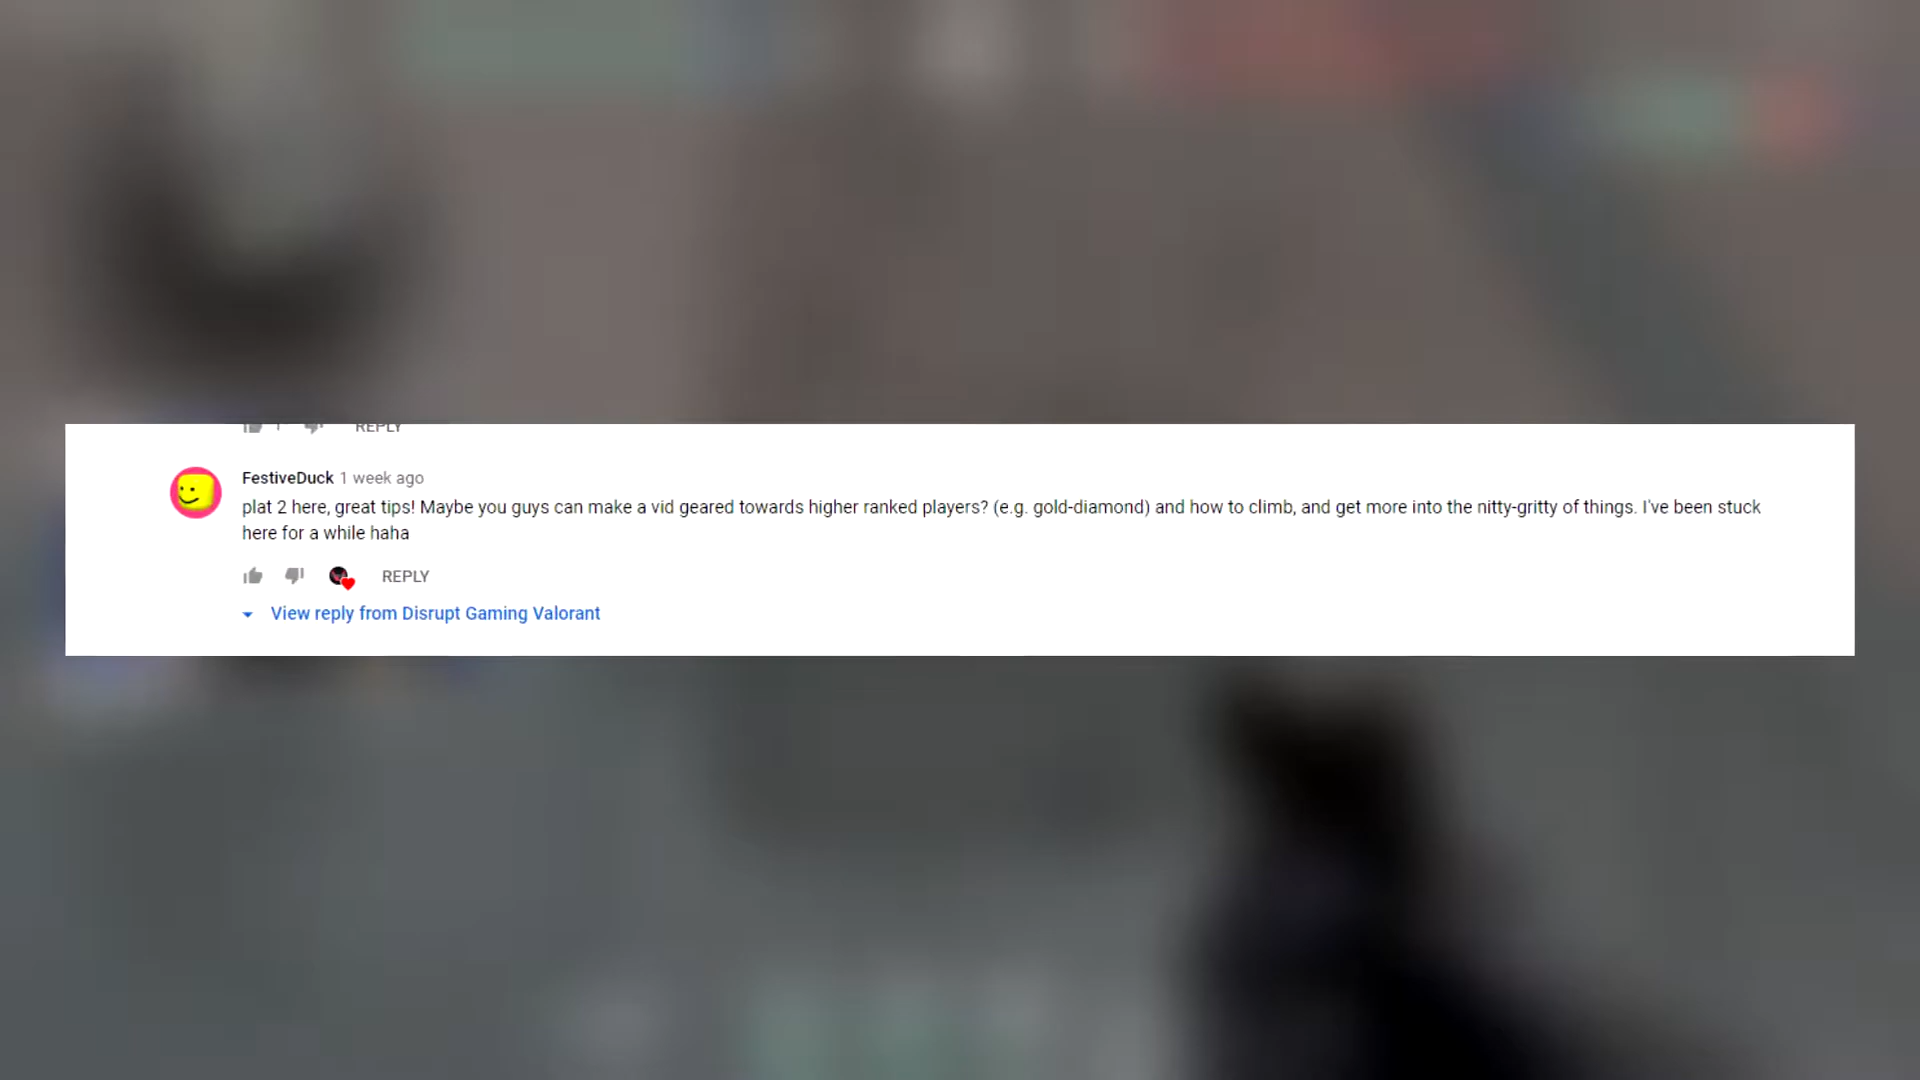 1 REPLY
FestiveDuck 1 week ago
plat 2 here, great tips! Maybe you guys can make a vid geared towards higher ranked players? (e.g. gold-diamond) and how to climb, and get more into the nitty-gritty of things. I've been stuck
here for a while haha
REPLY
View reply from Disrupt Gaming Valorant